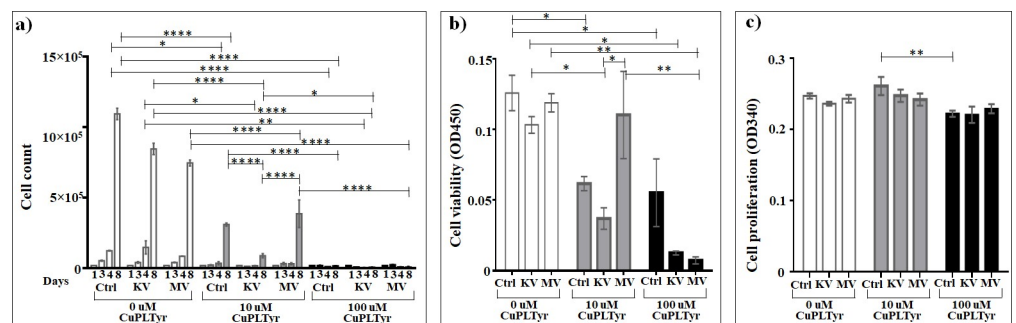 a)
****
*
****
****
****
*
*
****
**
****
****
****
****
****
****
15×10⁵
10×10⁵
5×10⁵
0
Cell count
Days
1 3 4 8 1 3 4 8 1 3 4 8 1 3 4 8 1 3 4 8 1 3 4 8 1 3 4 8 1 3 4 8 1 3 4 8
Ctrl KV MV Ctrl KV MV Ctrl KV MV
0 uM 10 uM 100 uM
CuPLTyr CuPLTyr CuPLTyr
b)
*
*
*
**
*
*
**
0.15
0.1
0.05
0
Cell viability (OD450)
Ctrl KV MV Ctrl KV MV Ctrl KV MV
0 uM 10 uM 100 uM
CuPLTyr CuPLTyr CuPLTyr
c)
**
0.3
0.2
0.1
0.0
Cell proliferation (OD340)
Ctrl KV MV Ctrl KV MV Ctrl KV MV
0 uM 10 uM 100 uM
CuPLTyr CuPLTyr CuPLTyr